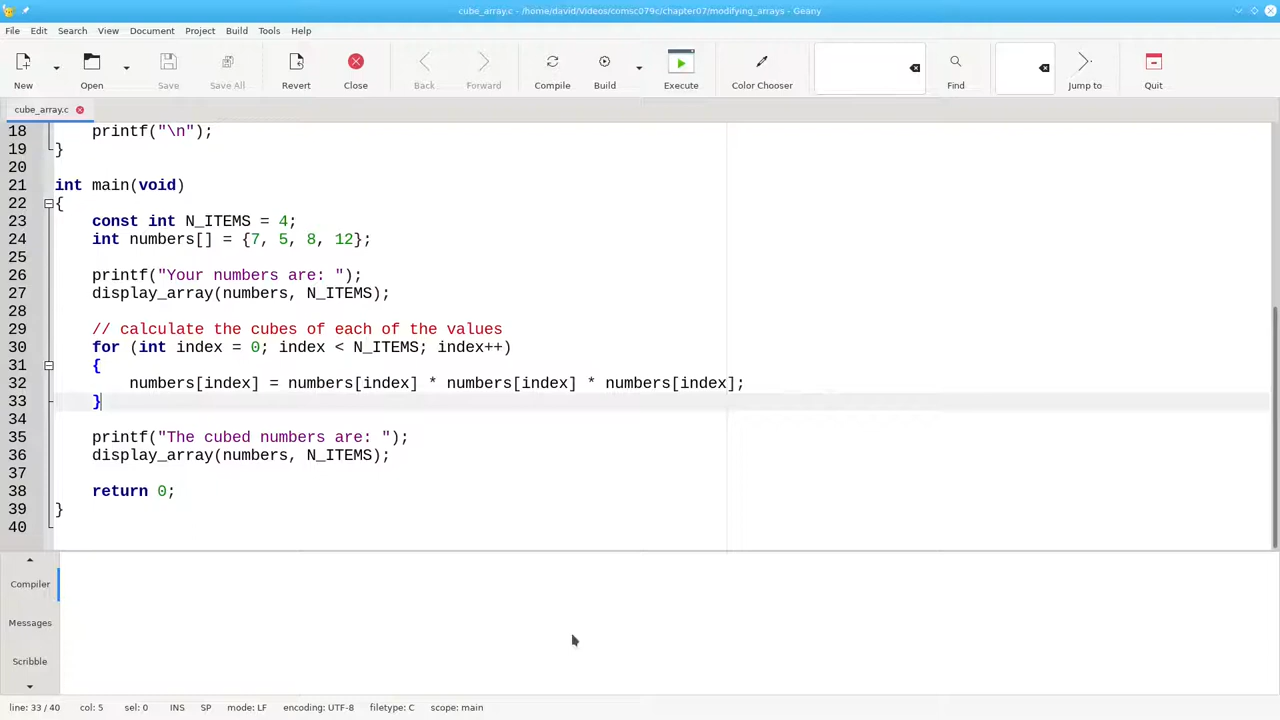 cube_array.c - /home/david/Videos/comsc079c/chapter07/modifying_arrays - Geany
File Edit Search View Document Project Build Tools Help
New Open Save Save All Revert Close Back Forward Compile Build Execute Color Chooser Find Jump to Quit
cube_array.c
18 printf("\n");
19 }
20
21 int main(void)
22 {
23 const int N_ITEMS = 4;
24 int numbers[] = {7, 5, 8, 12};
25
26 printf("Your numbers are: ");
27 display_array(numbers, N_ITEMS);
28
29 // calculate the cubes of each of the values
30 for (int index = 0; index < N_ITEMS; index++)
31 {
32 numbers[index] = numbers[index] * numbers[index] * numbers[index];
33 }
34
35 printf("The cubed numbers are: ");
36 display_array(numbers, N_ITEMS);
37
38 return 0;
39 }
40
Compiler
Messages
Scribble
line: 33 / 40 col: 5 sel: 0 INS SP mode: LF encoding: UTF-8 filetype: C scope: main